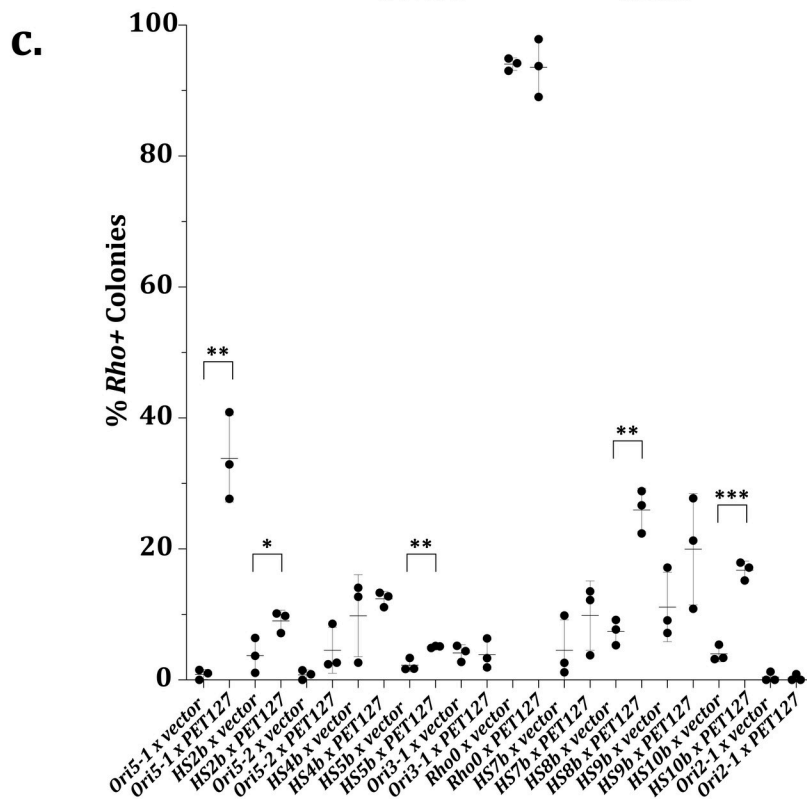 c.
% Rho+ Colonies
100
80
60
40
20
0
**
*
**
**
***
Ori5-1 x vector
Ori5-1 x PET127
HS2b x vector
HS2b x PET127
Ori5-2 x vector
Ori5-2 x PET127
HS4b x vector
HS4b x PET127
HS5b x vector
HS5b x PET127
Ori3-1 x vector
Ori3-1 x PET127
Rho0 x vector
Rho0 x PET127
HS7b x vector
HS7b x PET127
HS8b x vector
HS8b x PET127
HS9b x vector
HS9b x PET127
HS10b x vector
HS10b x PET127
Ori2-1 x vector
Ori2-1 x PET127